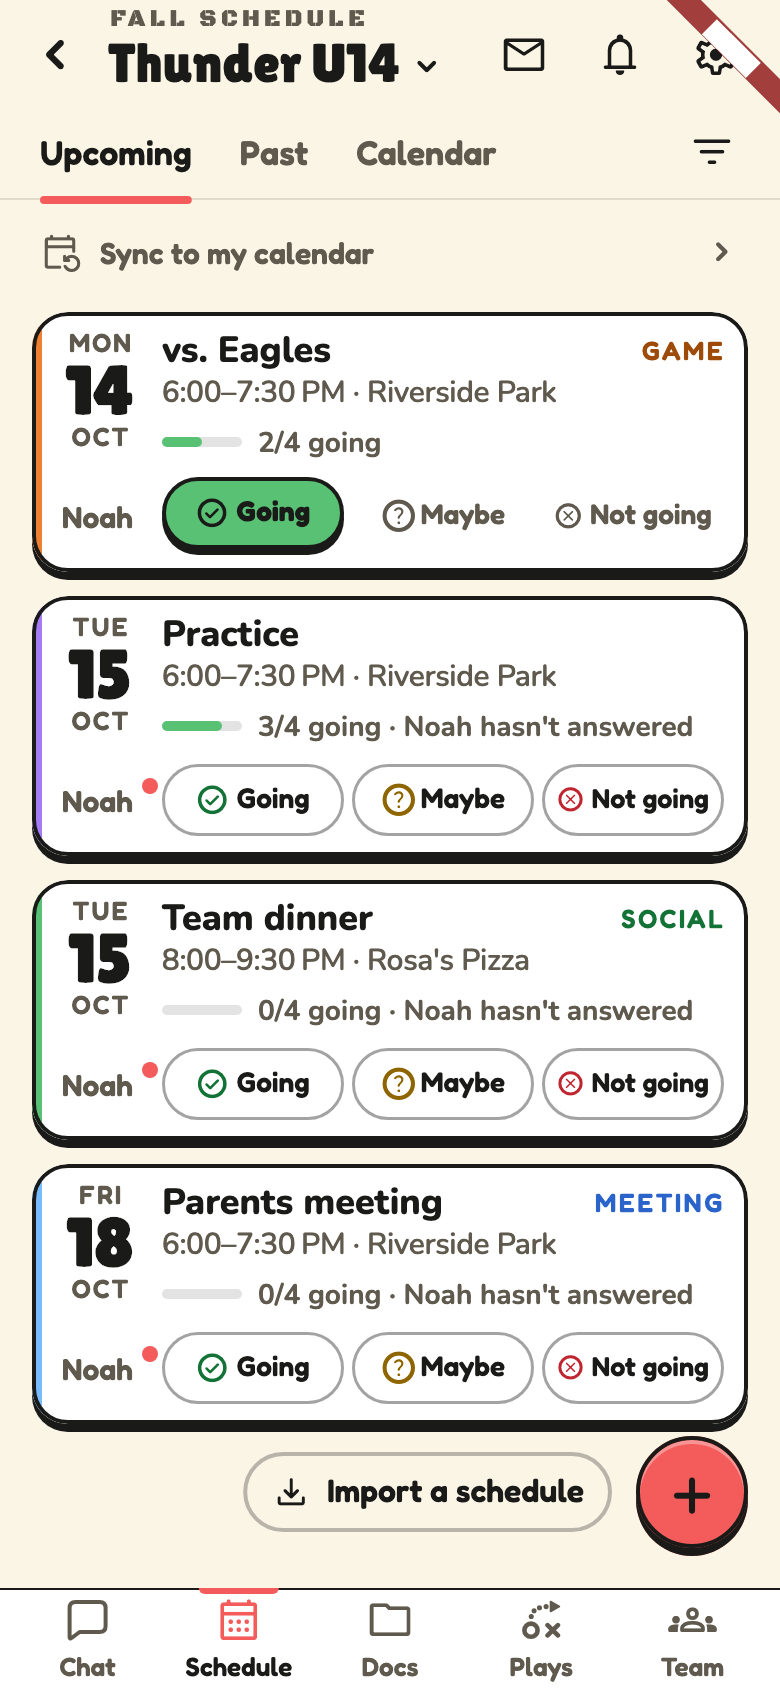 FALL SCHEDULE
Thunder U14
Upcoming Past Calendar
Sync to my calendar
MON
14
OCT
vs. Eagles
GAME
6:00–7:30 PM · Riverside Park
2/4 going
Noah
Going
Maybe
Not going
TUE
15
OCT
Practice
6:00–7:30 PM · Riverside Park
3/4 going · Noah hasn't answered
Noah
Going
Maybe
Not going
TUE
15
OCT
Team dinner
SOCIAL
8:00–9:30 PM · Rosa's Pizza
0/4 going · Noah hasn't answered
Noah
Going
Maybe
Not going
FRI
18
OCT
Parents meeting
MEETING
6:00–7:30 PM · Riverside Park
0/4 going · Noah hasn't answered
Noah
Going
Maybe
Not going
Import a schedule
Chat Schedule Docs Plays Team